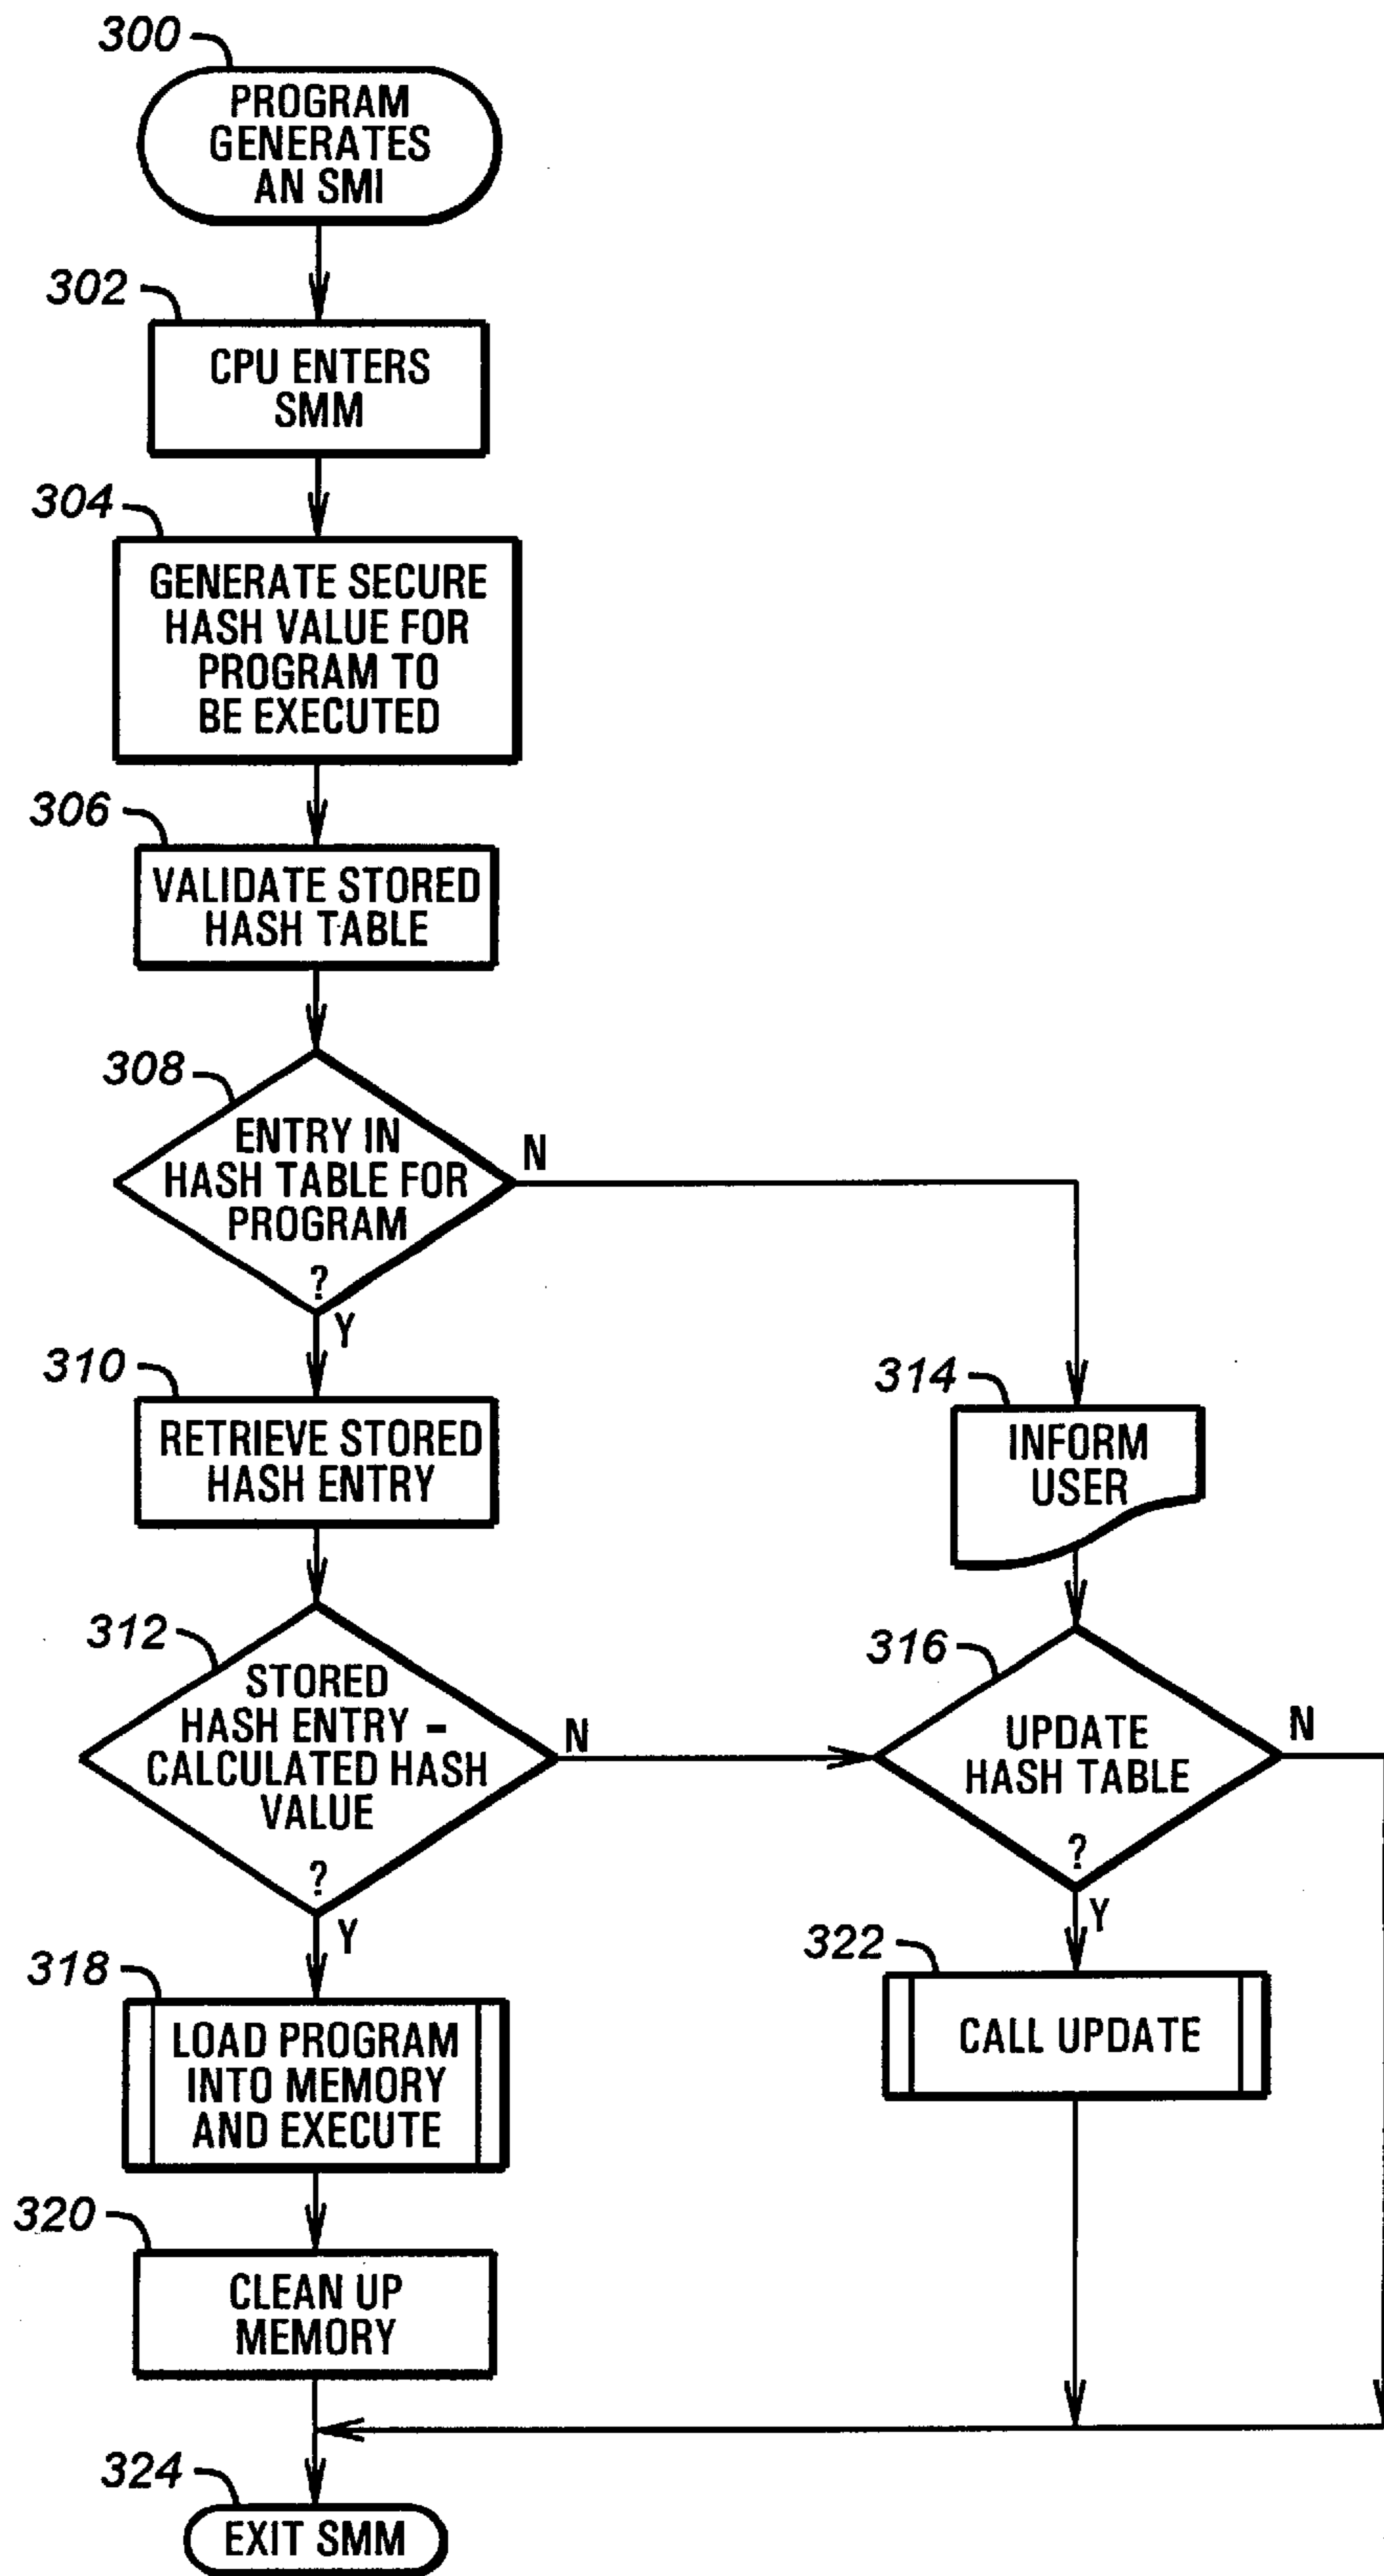 300
PROGRAM
GENERATES
AN SMI
302
CPU ENTERS
SMM
304
GENERATE SECURE
HASH VALUE FOR
PROGRAM TO
BE EXECUTED
306
VALIDATE STORED
HASH TABLE
308
ENTRY IN
HASH TABLE FOR
PROGRAM
?
N
Y
310
RETRIEVE STORED
HASH ENTRY
314
INFORM
USER
312
STORED
HASH ENTRY =
CALCULATED HASH
VALUE
?
N
Y
316
UPDATE
HASH TABLE
?
N
Y
318
LOAD PROGRAM
INTO MEMORY
AND EXECUTE
322
CALL UPDATE
320
CLEAN UP
MEMORY
324
EXIT SMM